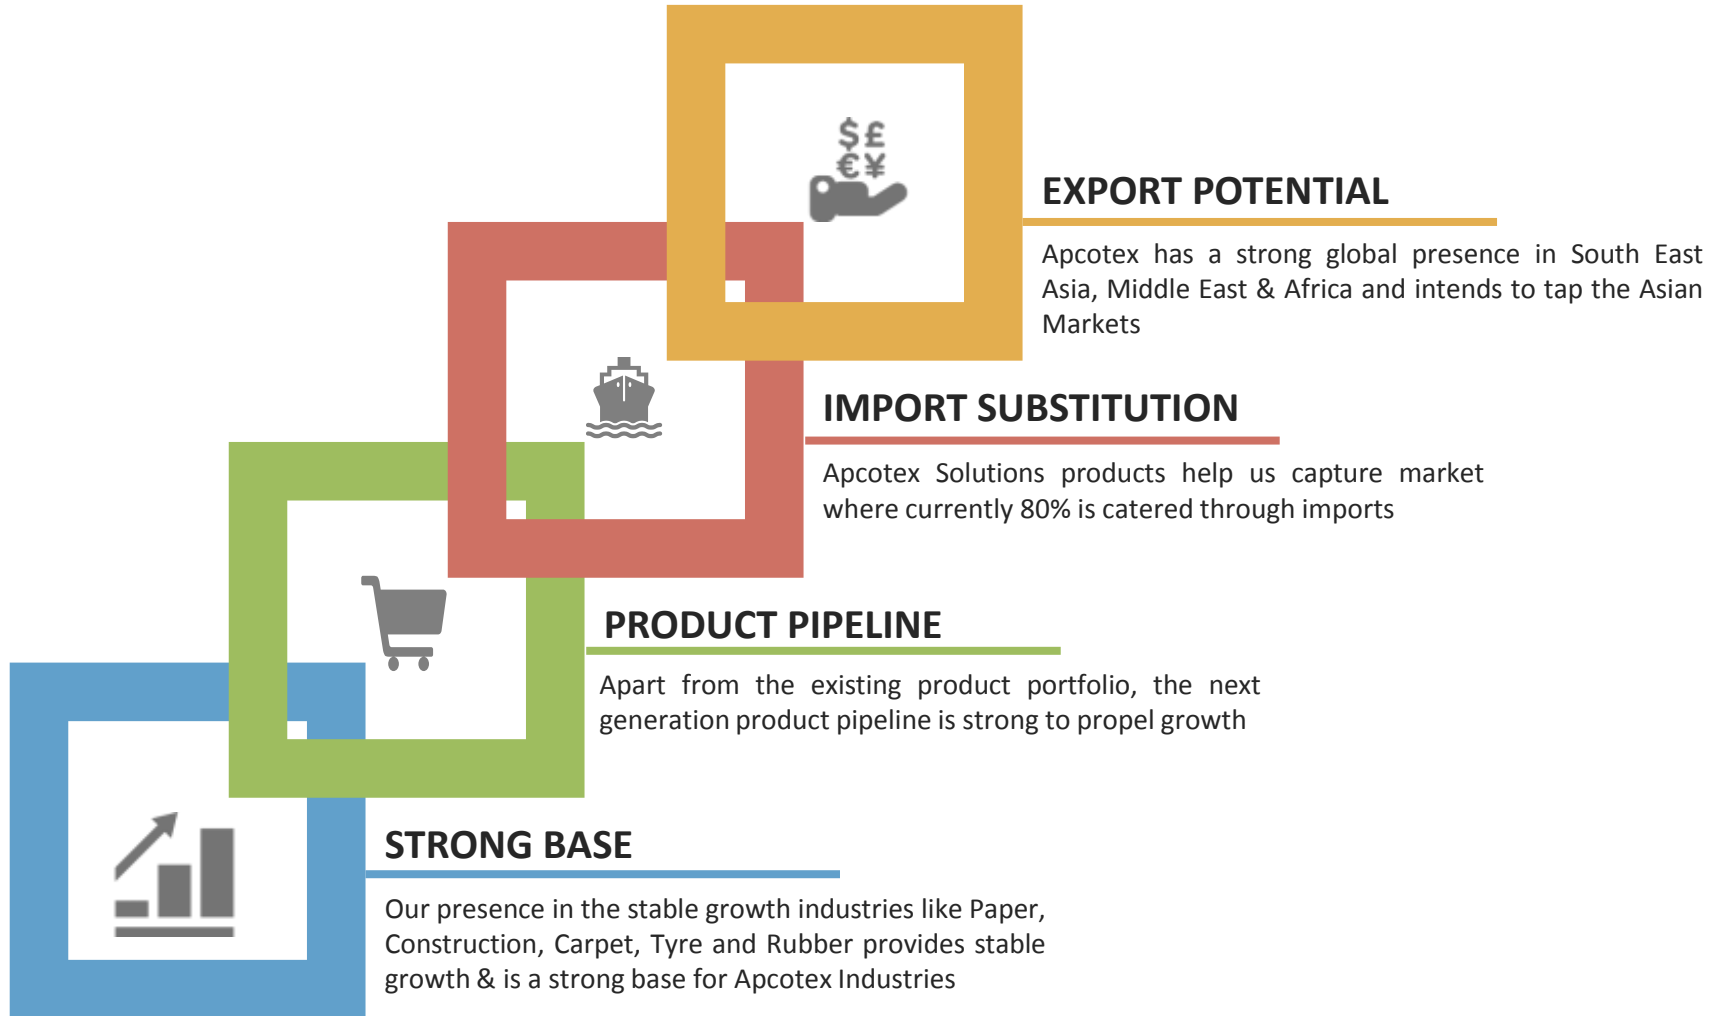 $ £
€ ¥
EXPORT POTENTIAL
Apcotex has a strong global presence in South East
Asia, Middle East & Africa and intends to tap the Asian
Markets
IMPORT SUBSTITUTION
Apcotex Solutions products help us capture market
where currently 80% is catered through imports
PRODUCT PIPELINE
Apart from the existing product portfolio, the next
generation product pipeline is strong to propel growth
STRONG BASE
Our presence in the stable growth industries like Paper,
Construction, Carpet, Tyre and Rubber provides stable
growth & is a strong base for Apcotex Industries